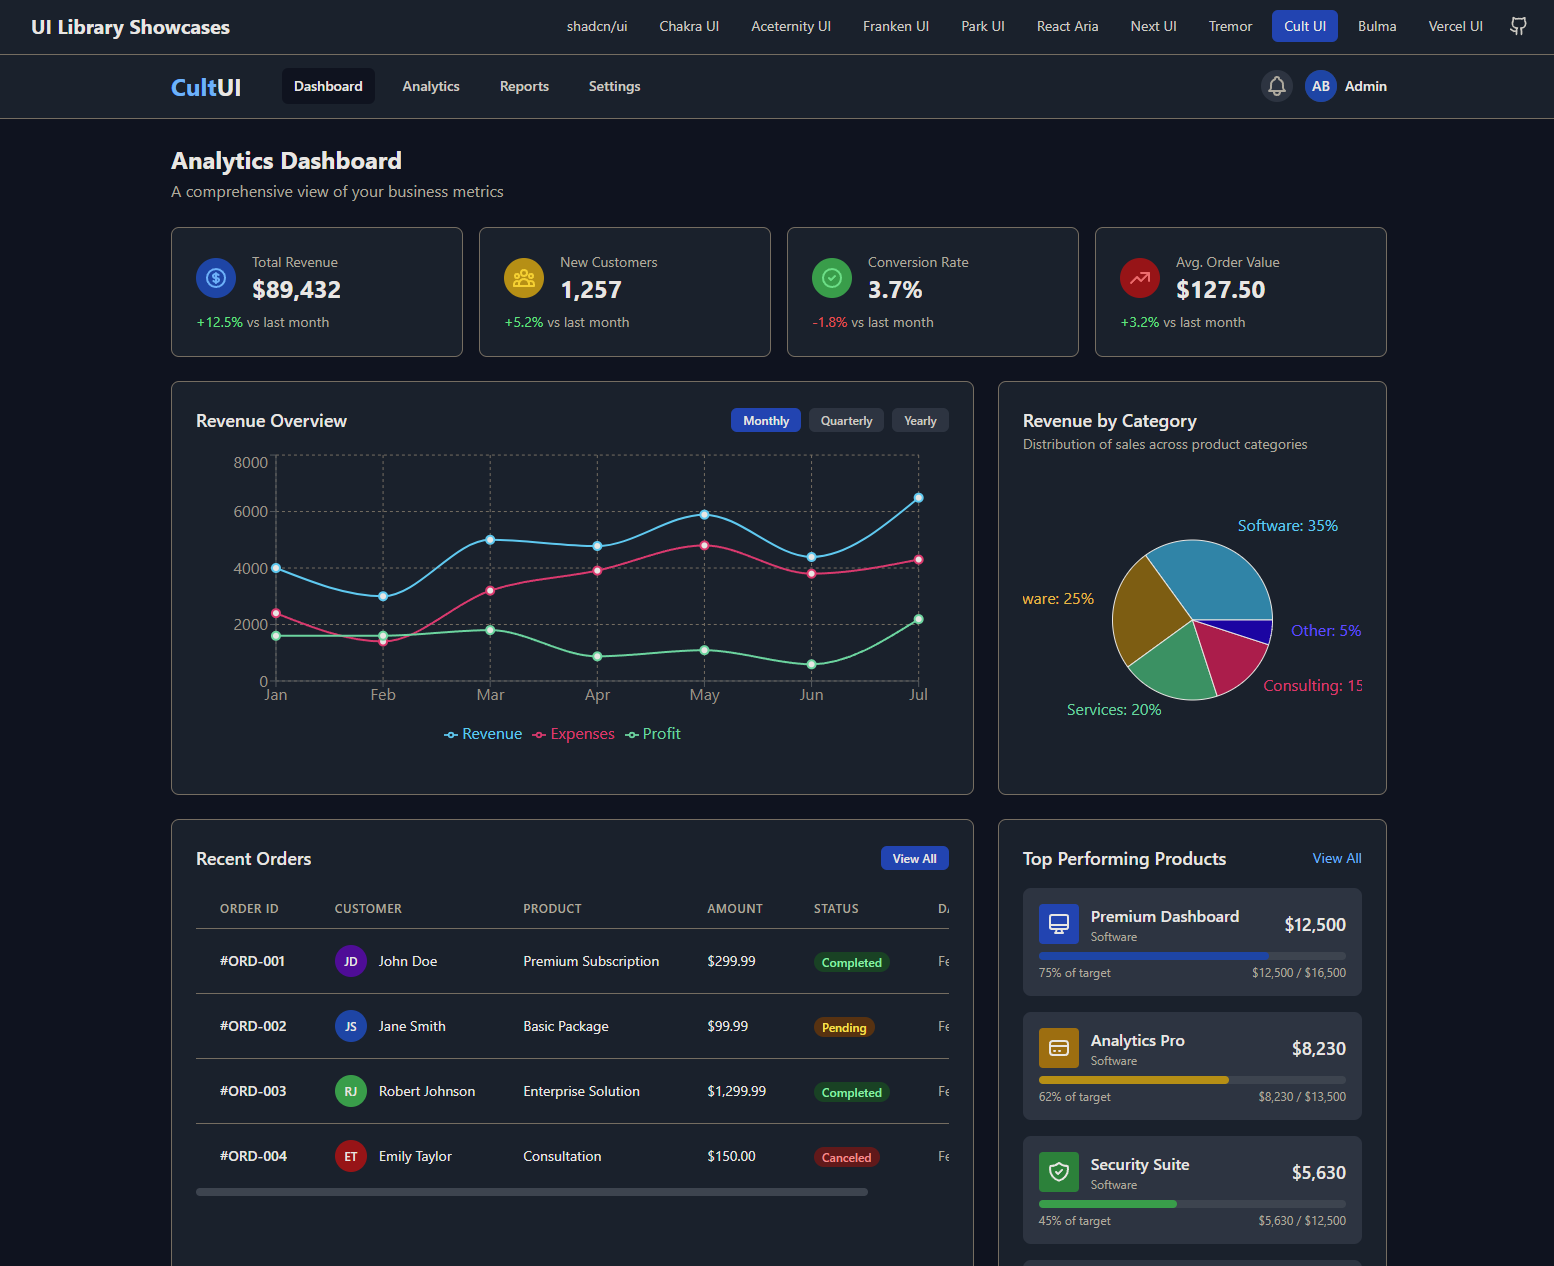 UI Library Showcases
shadcn/ui Chakra UI Aceternity UI Franken UI Park UI React Aria Next UI Tremor Cult UI Bulma Vercel UI
CultUI Dashboard Analytics Reports Settings AB Admin
Analytics Dashboard
A comprehensive view of your business metrics
Total Revenue
$89,432
+12.5% vs last month
New Customers
1,257
+5.2% vs last month
Conversion Rate
3.7%
-1.8% vs last month
Avg. Order Value
$127.50
+3.2% vs last month
Revenue Overview Monthly Quarterly Yearly
8000
6000
4000
2000
0
Jan Feb Mar Apr May Jun Jul
Revenue Expenses Profit
Revenue by Category
Distribution of sales across product categories
Software: 35%
ware: 25%
Other: 5%
Consulting: 15
Services: 20%
Recent Orders View All
ORDER ID CUSTOMER PRODUCT AMOUNT STATUS
#ORD-001 JD John Doe Premium Subscription $299.99 Completed Fe
#ORD-002 JS Jane Smith Basic Package $99.99 Pending Fe
#ORD-003 RJ Robert Johnson Enterprise Solution $1,299.99 Completed Fe
#ORD-004 ET Emily Taylor Consultation $150.00 Canceled Fe
Top Performing Products View All
Premium Dashboard
Software
$12,500
75% of target $12,500 / $16,500
Analytics Pro
Software
$8,230
62% of target $8,230 / $13,500
Security Suite
Software
$5,630
45% of target $5,630 / $12,500